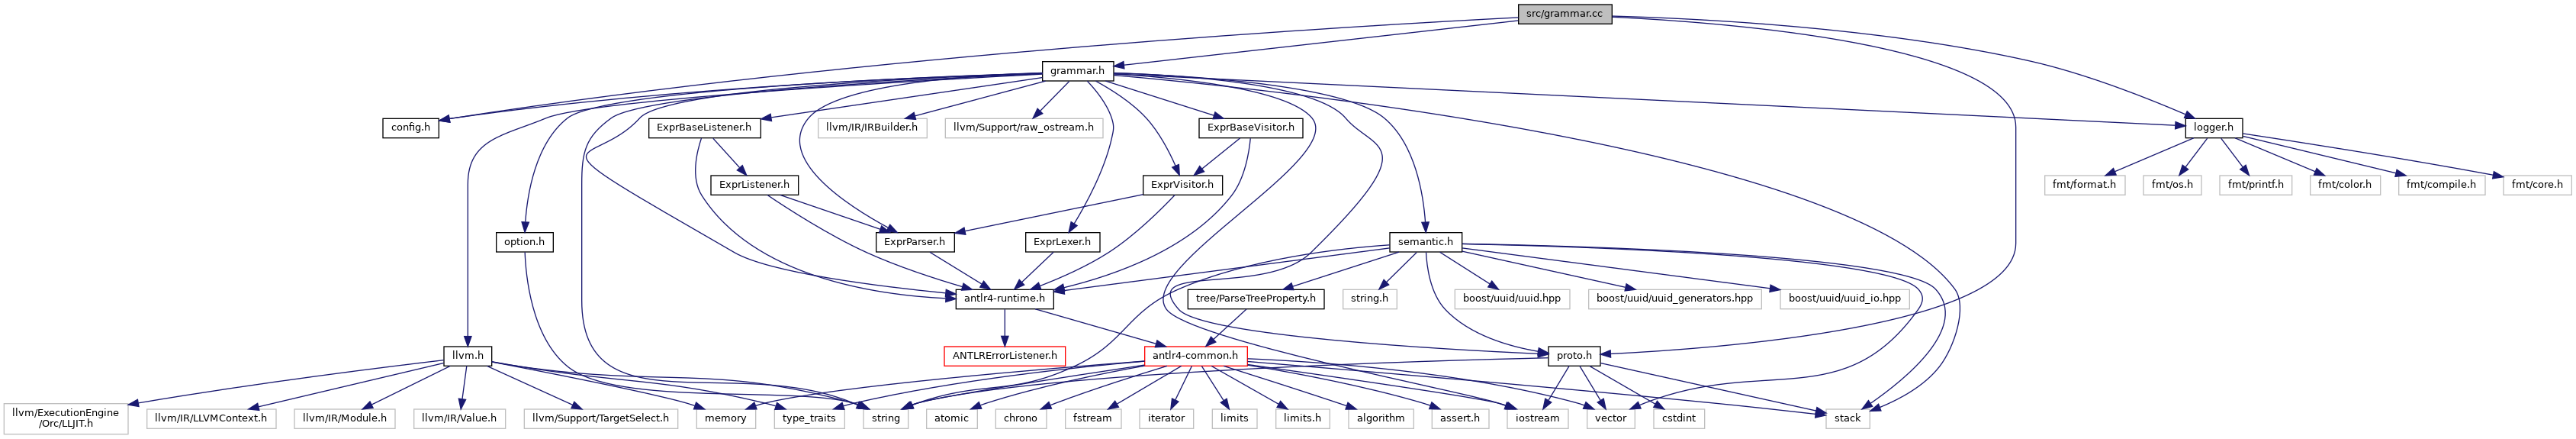 src/grammar.cc
grammar.h
config.h
ExprBaseListener.h
llvm/IR/IRBuilder.h
llvm/Support/raw_ostream.h
ExprBaseVisitor.h
logger.h
ExprListener.h
ExprVisitor.h
fmt/format.h
fmt/os.h
fmt/printf.h
fmt/color.h
fmt/compile.h
fmt/core.h
option.h
ExprParser.h
ExprLexer.h
semantic.h
antlr4-runtime.h
tree/ParseTreeProperty.h
string.h
boost/uuid/uuid.hpp
boost/uuid/uuid_generators.hpp
boost/uuid/uuid_io.hpp
llvm.h
ANTLRErrorListener.h
antlr4-common.h
proto.h
llvm/ExecutionEngine
/Orc/LLJIT.h
llvm/IR/LLVMContext.h
llvm/IR/Module.h
llvm/IR/Value.h
llvm/Support/TargetSelect.h
memory
type_traits
string
atomic
chrono
fstream
iterator
limits
limits.h
algorithm
assert.h
iostream
vector
cstdint
stack